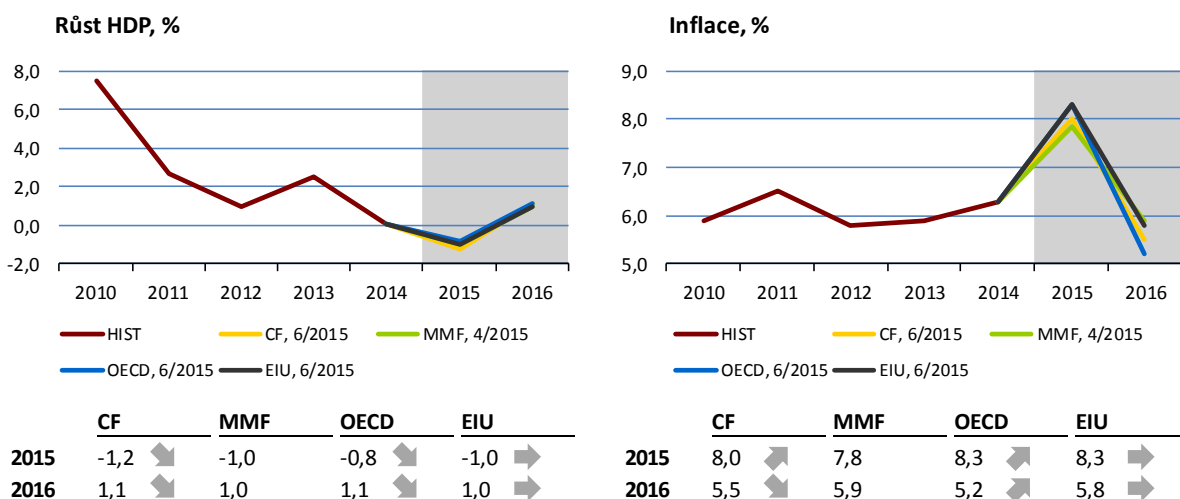 Růst HDP, %
8,0
6,0
4,0
2,0
0,0
-2,0
2010 2011 2012 2013 2014 2015 2016
HIST CF, 6/2015 MMF, 4/2015
OECD, 6/2015 EIU, 6/2015
CF MMF OECD EIU
2015 -1,2 -1,0 -0,8 -1,0
2016 1,1 1,0 1,1 1,0
Inflace, %
9,0
8,0
7,0
6,0
5,0
2010 2011 2012 2013 2014 2015 2016
HIST CF, 6/2015 MMF, 4/2015
OECD, 6/2015 EIU, 6/2015
CF MMF OECD EIU
2015 8,0 7,8 8,3 8,3
2016 5,5 5,9 5,2 5,8